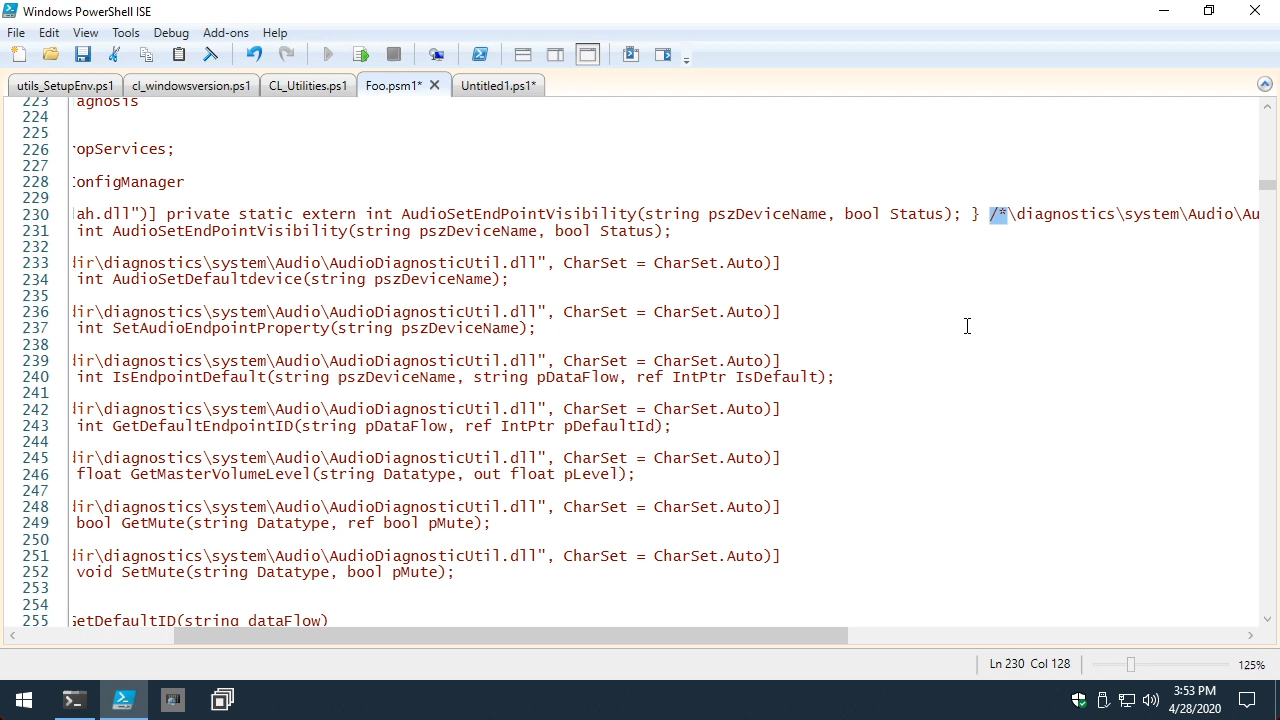 Windows PowerShell ISE
File Edit View Tools Debug Add-ons Help
utils_SetupEnv.ps1 cl_windowsversion.ps1 CL_Utilities.ps1 Foo.psm1* Untitled1.ps1*
223 agnosis
224
225
226 opServices;
227
228 onfigManager
229
230 ah.dll")] private static extern int AudioSetEndPointVisibility(string pszDeviceName, bool Status); } /*\diagnostics\system\Audio\Au
231 int AudioSetEndPointVisibility(string pszDeviceName, bool Status);
232
233 ir\diagnostics\system\Audio\AudioDiagnosticUtil.dll", CharSet = CharSet.Auto)]
234 int AudioSetDefaultdevice(string pszDeviceName);
235
236 ir\diagnostics\system\Audio\AudioDiagnosticUtil.dll", CharSet = CharSet.Auto)]
237 int SetAudioEndpointProperty(string pszDeviceName);
238
239 ir\diagnostics\system\Audio\AudioDiagnosticUtil.dll", CharSet = CharSet.Auto)]
240 int IsEndpointDefault(string pszDeviceName, string pDataFlow, ref IntPtr IsDefault);
241
242 ir\diagnostics\system\Audio\AudioDiagnosticUtil.dll", CharSet = CharSet.Auto)]
243 int GetDefaultEndpointID(string pDataFlow, ref IntPtr pDefaultId);
244
245 ir\diagnostics\system\Audio\AudioDiagnosticUtil.dll", CharSet = CharSet.Auto)]
246 float GetMasterVolumeLevel(string Datatype, out float pLevel);
247
248 ir\diagnostics\system\Audio\AudioDiagnosticUtil.dll", CharSet = CharSet.Auto)]
249 bool GetMute(string Datatype, ref bool pMute);
250
251 ir\diagnostics\system\Audio\AudioDiagnosticUtil.dll", CharSet = CharSet.Auto)]
252 void SetMute(string Datatype, bool pMute);
253
254
255 GetDefaultID(string dataFlow)
Ln 230 Col 128 125%
3:53 PM
4/28/2020